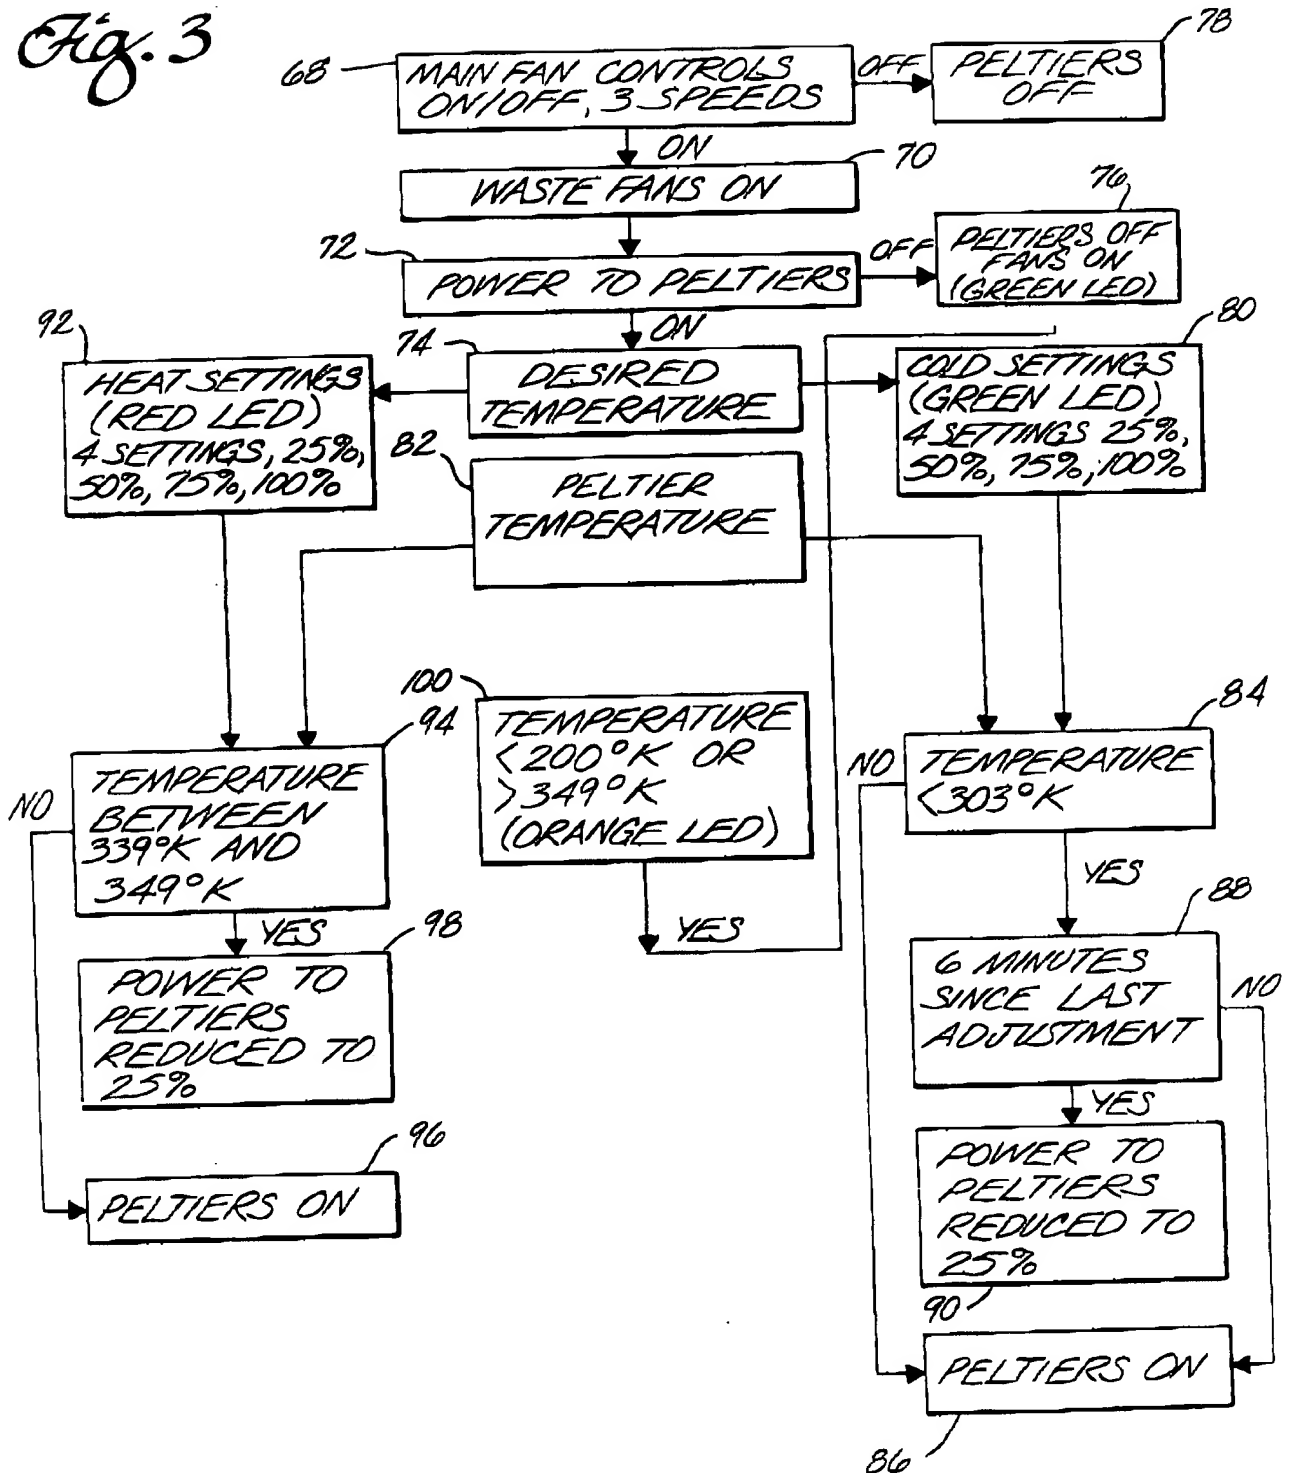 Fig. 3
68
MAIN FAN CONTROLS
ON/OFF, 3 SPEEDS
OFF
78
PELTIERS
OFF
ON
70
WASTE FANS ON
72
POWER TO PELTIERS
OFF
76
PELTIERS OFF
FANS ON
(GREEN LED)
ON
74
DESIRED
TEMPERATURE
92
HEAT SETTINGS
(RED LED)
4 SETTINGS, 25%,
50%, 75%, 100%
80
COLD SETTINGS
(GREEN LED)
4 SETTINGS 25%,
50%, 75%, 100%
82
PELTIER
TEMPERATURE
94
TEMPERATURE
BETWEEN
339°K AND
349°K
NO
YES
98
POWER TO
PELTIERS
REDUCED TO
25%
96
PELTIERS ON
100
TEMPERATURE
<200°K OR
>349°K
(ORANGE LED)
YES
84
TEMPERATURE
<303°K
NO
YES
88
6 MINUTES
SINCE LAST
ADJUSTMENT
NO
YES
POWER TO
PELTIERS
REDUCED TO
25%
90
PELTIERS ON
86